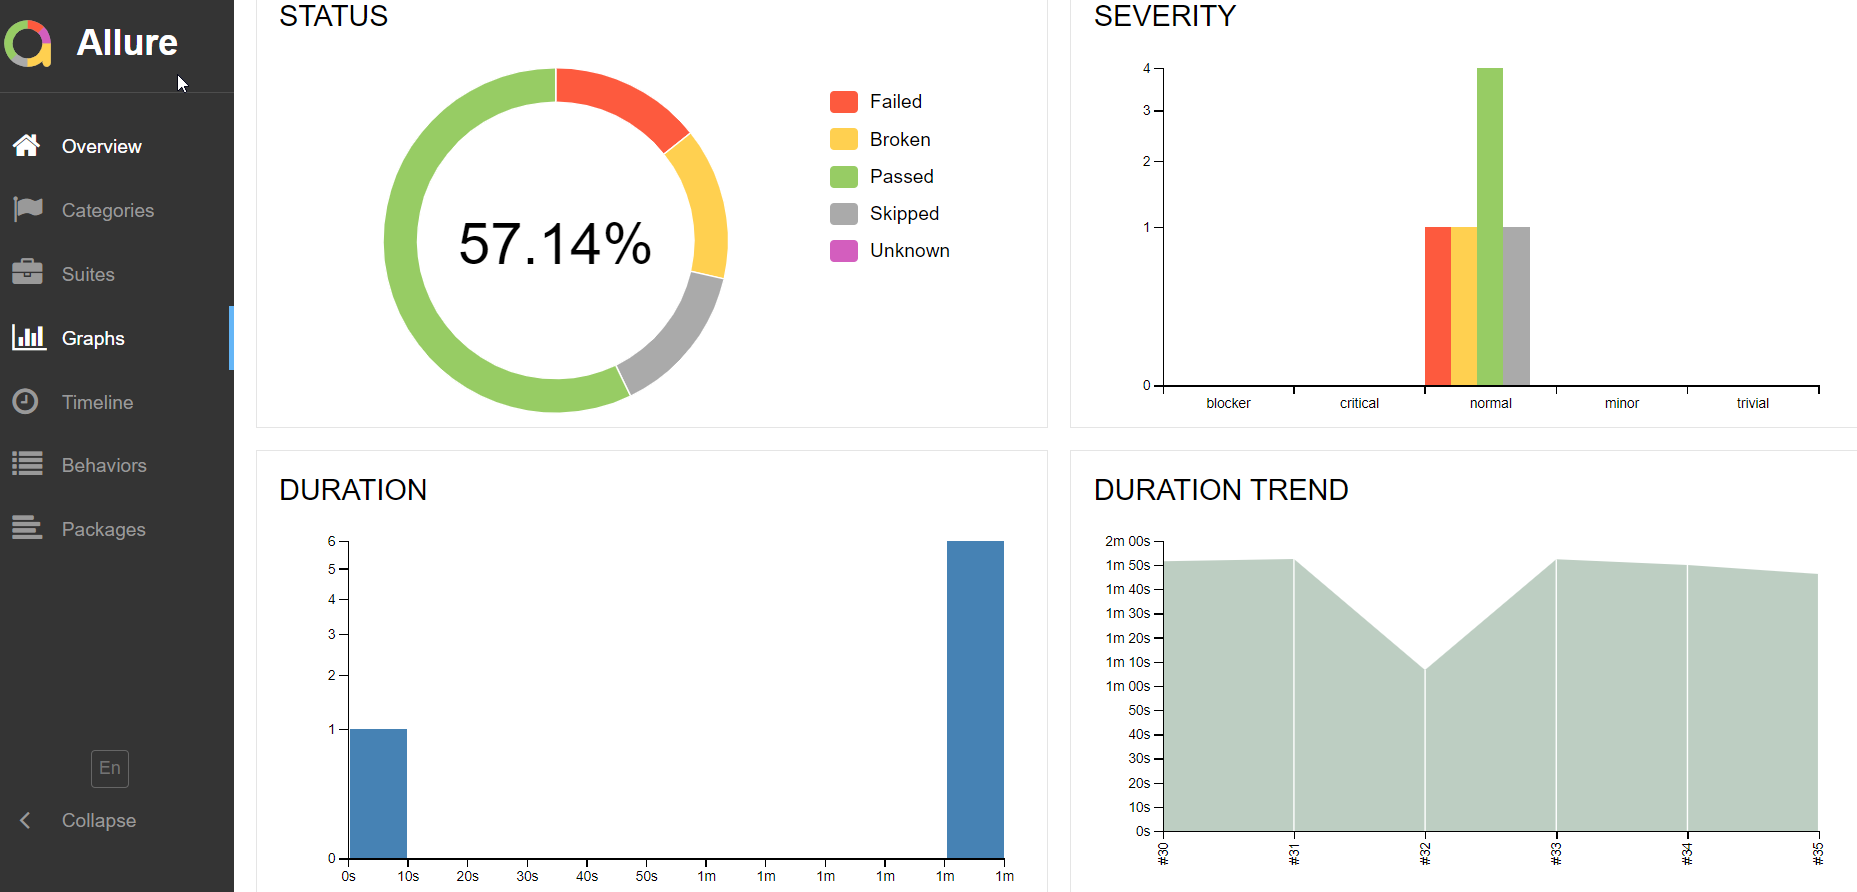 Allure
Overview
Categories
Suites
Graphs
Timeline
Behaviors
Packages
En
Collapse
STATUS
57.14%
Failed
Broken
Passed
Skipped
Unknown
SEVERITY
4
3
2
1
0
blocker critical normal minor trivial
DURATION
6
5
4
3
2
1
0
0s 10s 20s 30s 40s 50s 1m 1m 1m 1m 1m 1m
DURATION TREND
2m 00s
1m 50s
1m 40s
1m 30s
1m 20s
1m 10s
1m 00s
50s
40s
30s
20s
10s
0s
#30 #31 #32 #33 #34 #35